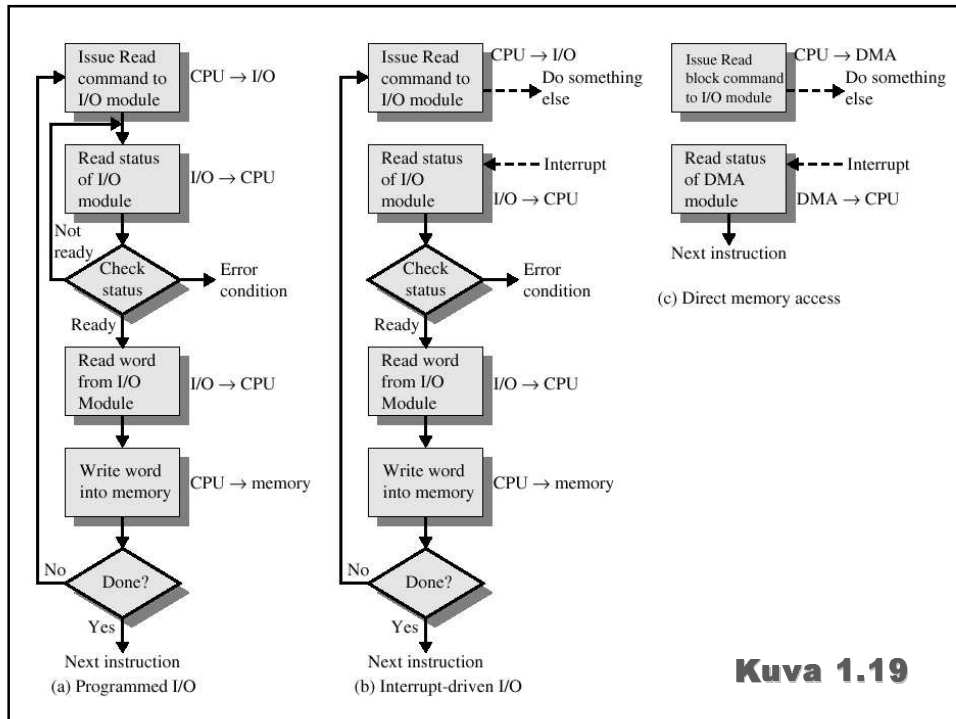 Issue Read
command to
I/O module
CPU → I/O
Read status
of I/O
module
I/O → CPU
Not
ready
Check
status
Error
condition
Ready
Read word
from I/O
Module
I/O → CPU
Write word
into memory
CPU → memory
No
Done?
Yes
Next instruction
(a) Programmed I/O
Issue Read
command to
I/O module
CPU → I/O
Do something
else
Read status
of I/O
module
Interrupt
I/O → CPU
Check
status
Error
condition
Ready
Read word
from I/O
Module
I/O → CPU
Write word
into memory
CPU → memory
No
Done?
Yes
Next instruction
(b) Interrupt-driven I/O
Issue Read
block command
to I/O module
CPU → DMA
Do something
else
Read status
of DMA
module
Interrupt
DMA → CPU
Next instruction
(c) Direct memory access
Kuva 1.19